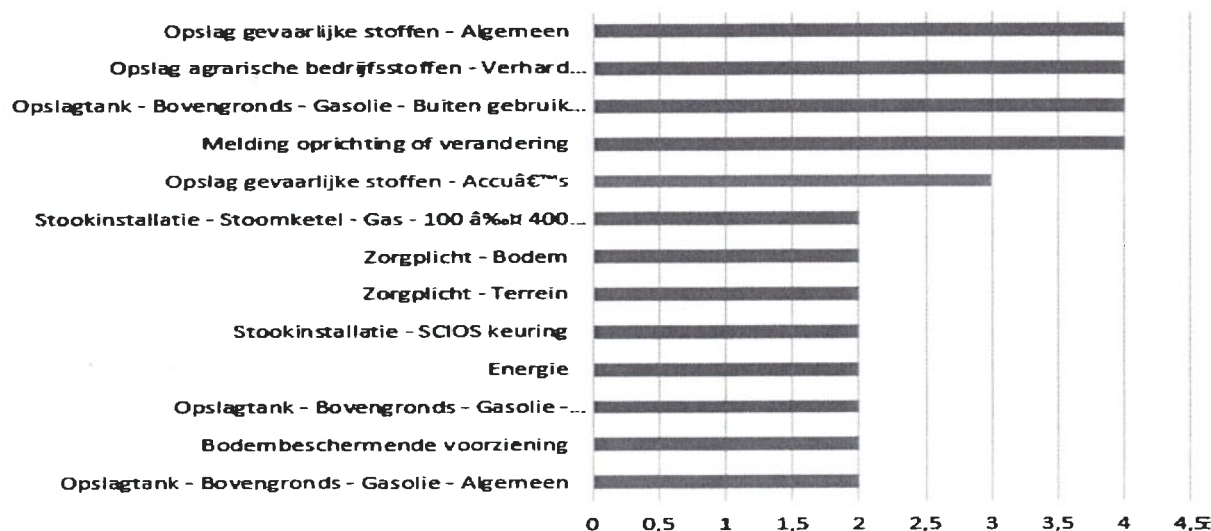 Opslag gevaarlijke stoffen - Algemeen
Opslag agrarische bedrijfsstoffen - Verhard...
Opslagtank - Bovengronds - Gasolie - Buiten gebruik...
Melding oprichting of verandering
Opslag gevaarlijke stoffen - Accuâ€™s
Stookinstallatie - Stoomketel - Gas - 100 â‰¤ 400...
Zorgplicht - Bodem
Zorgplicht - Terrein
Stookinstallatie - SCIOS keuring
Energie
Opslagtank - Bovengronds - Gasolie -...
Bodembeschermende voorziening
Opslagtank - Bovengronds - Gasolie - Algemeen
0 0,5 1 1,5 2 2,5 3 3,5 4 4,5